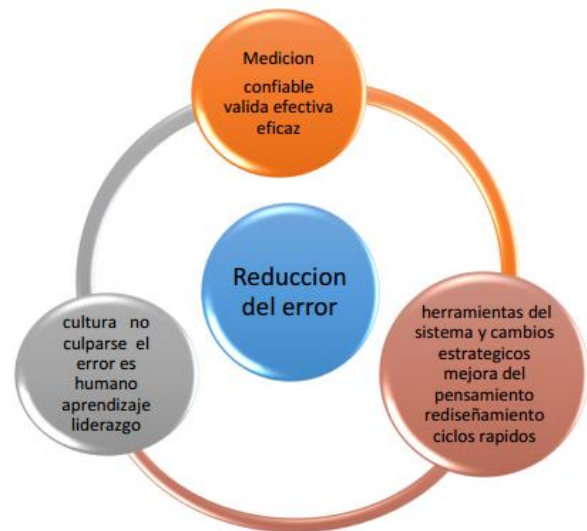 Medicion
confiable
valida efectiva
eficaz
Reduccion
del error
cultura no
culparse el
error es
humano
aprendizaje
liderazgo
herramientas del
sistema y cambios
estrategicos
mejora del
pensamiento
rediseñamiento
ciclos rapidos